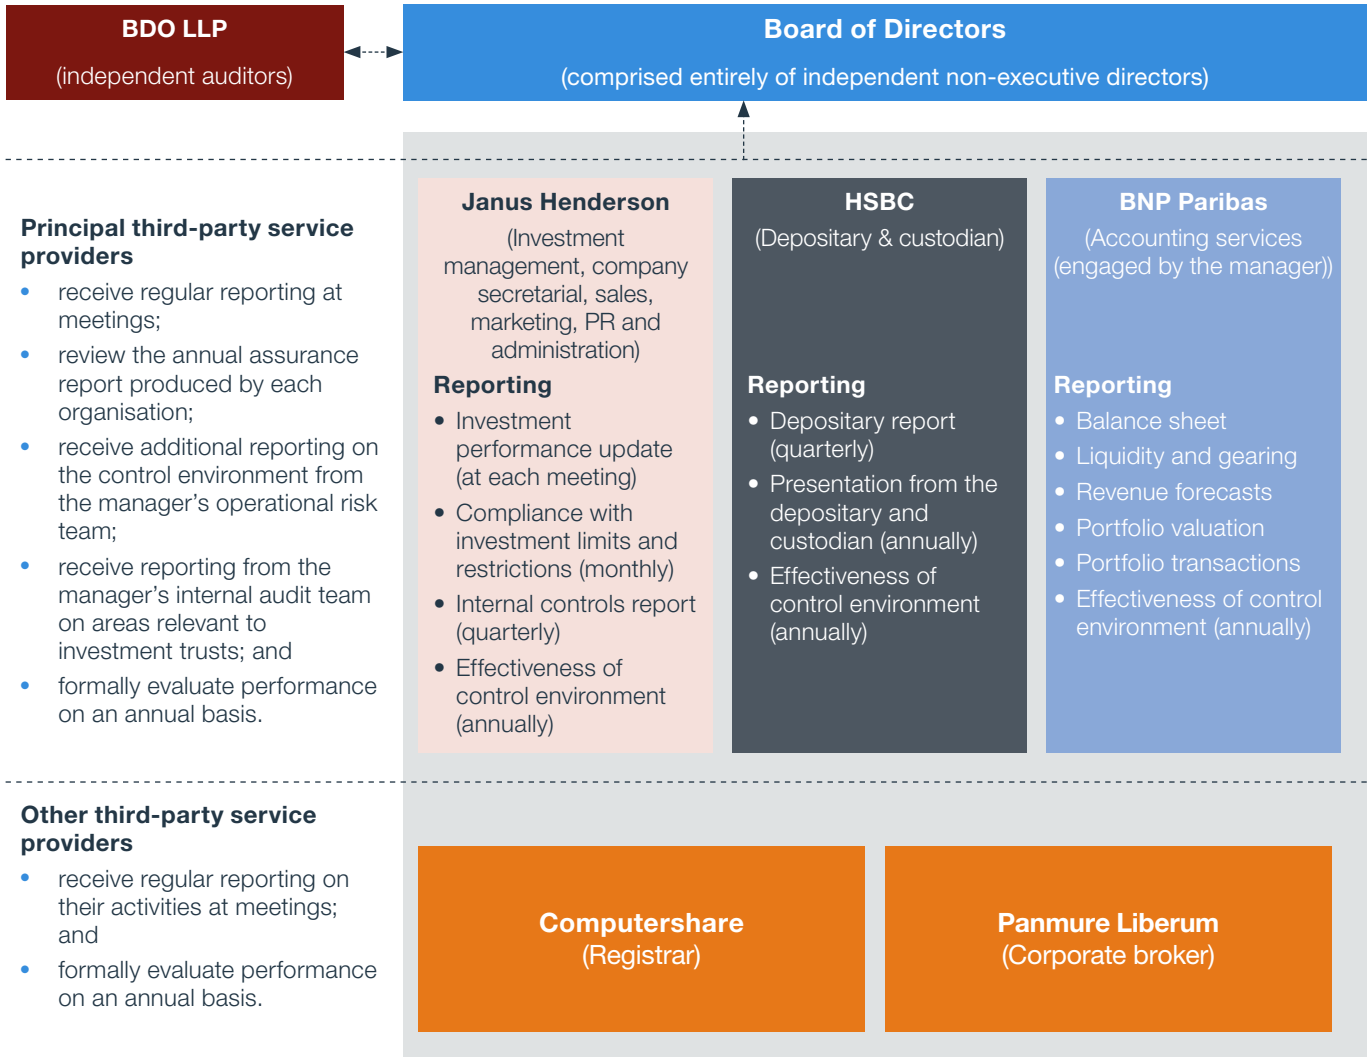 BDO LLP
(independent auditors)
Board of Directors
(comprised entirely of independent non-executive directors)
Principal third-party service
providers
• receive regular reporting at
meetings;
• review the annual assurance
report produced by each
organisation;
• receive additional reporting on
the control environment from
the manager’s operational risk
team;
• receive reporting from the
manager’s internal audit team
on areas relevant to
investment trusts; and
• formally evaluate performance
on an annual basis.
Janus Henderson
(Investment
management, company
secretarial, sales,
marketing, PR and
administration)
Reporting
• Investment
performance update
(at each meeting)
• Compliance with
investment limits and
restrictions (monthly)
• Internal controls report
(quarterly)
• Effectiveness of
control environment
(annually)
HSBC
(Depositary & custodian)
Reporting
• Depositary report
(quarterly)
• Presentation from the
depositary and
custodian (annually)
• Effectiveness of
control environment
(annually)
BNP Paribas
(Accounting services
(engaged by the manager))
Reporting
• Balance sheet
• Liquidity and gearing
• Revenue forecasts
• Portfolio valuation
• Portfolio transactions
• Effectiveness of control
environment (annually)
Other third-party service
providers
• receive regular reporting on
their activities at meetings;
and
• formally evaluate performance
on an annual basis.
Computershare
(Registrar)
Panmure Liberum
(Corporate broker)